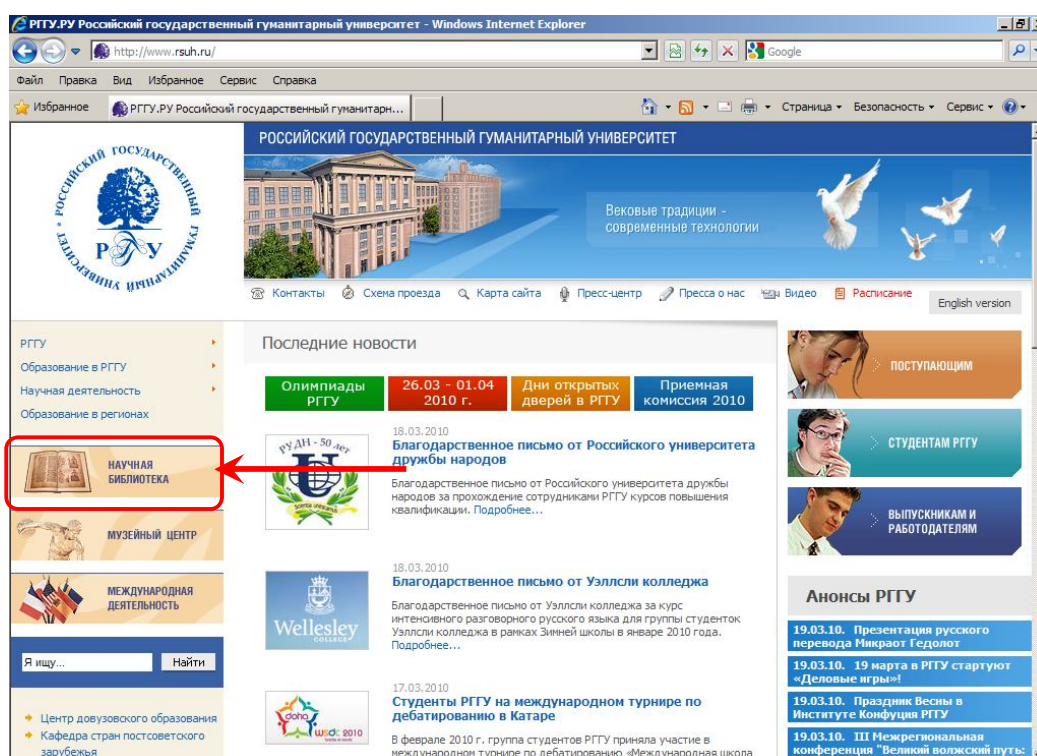 РГГУ.РУ Российский государственный гуманитарный университет - Windows Internet Explorer
http://www.rsuh.ru/
Google
Файл Правка Вид Избранное Сервис Справка
Избранное
РГГУ.РУ Российский государственный гуманитарн...
Страница Безопасность Сервис
РОССИЙСКИЙ ГОСУДАРСТВЕННЫЙ ГУМАНИТАРНЫЙ УНИВЕРСИТЕТ
РОССИЙСКИЙ ГОСУДАРСТВЕННЫЙ ГУМАНИТАРНЫЙ УНИВЕРСИТЕТ
РГГУ
Вековые традиции -
современные технологии
Контакты Схема проезда Карта сайта Пресс-центр Пресса о нас Видео Расписание
English version
РГГУ
Образование в РГГУ
Научная деятельность
Образование в регионах
НАУЧНАЯ
БИБЛИОТЕКА
МУЗЕЙНЫЙ ЦЕНТР
МЕЖДУНАРОДНАЯ
ДЕЯТЕЛЬНОСТЬ
Я ищу...
Найти
Центр довузовского образования
Кафедра стран постсоветского
зарубежья
Последние новости
Олимпиады
РГГУ
26.03 - 01.04
2010 г.
Дни открытых
дверей в РГГУ
Приемная
комиссия 2010
РУДН - 50 лет
18.03.2010
Благодарственное письмо от Российского университета
дружбы народов
Благодарственное письмо от Российского университета дружбы
народов за прохождение сотрудниками РГГУ курсов повышения
квалификации. Подробнее...
Wellesley
COLLEGE
18.03.2010
Благодарственное письмо от Уэллсли колледжа
Благодарственное письмо от Уэллсли колледжа за курс
интенсивного разговорного русского языка для группы студенток
Уэллсли колледжа в рамках Зимней школы в январе 2010 года.
Подробнее...
doha
wsdc 2010
17.03.2010
Студенты РГГУ на международном турнире по
дебатированию в Катаре
В феврале 2010 г. группа студентов РГГУ приняла участие в
международном турнире по дебатированию «Международная школа
ПОСТУПАЮЩИМ
СТУДЕНТАМ РГГУ
ВЫПУСКНИКАМ И
РАБОТОДАТЕЛЯМ
Анонсы РГГУ
19.03.10. Презентация русского
перевода Микраот Гедолот
19.03.10. 19 марта в РГГУ стартуют
«Деловые игры»!
19.03.10. Праздник Весны в
Институте Конфуция РГГУ
19.03.10. III Межрегиональная
конференция "Великий волжский путь: